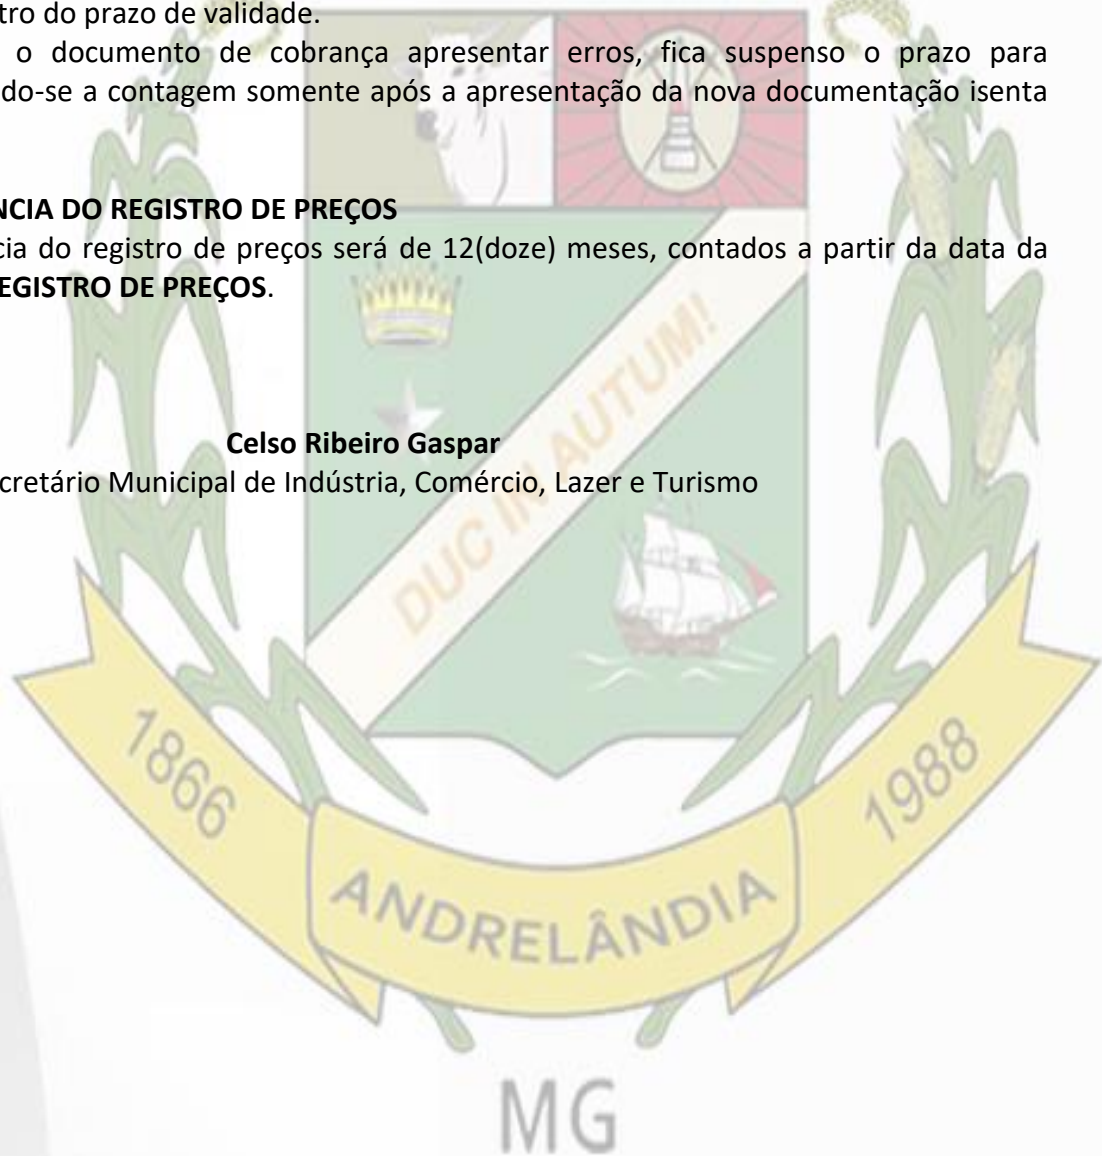 tro do prazo de validade.
o documento de cobrança apresentar erros, fica suspenso o prazo para
do-se a contagem somente após a apresentação da nova documentação isenta
NCIA DO REGISTRO DE PREÇOS
cia do registro de preços será de 12(doze) meses, contados a partir da data da
EGISTRO DE PREÇOS.
Celso Ribeiro Gaspar
cretário Municipal de Indústria, Comércio, Lazer e Turismo
DUC IN AUTUM!
1866
1988
ANDRELÂNDIA
MG